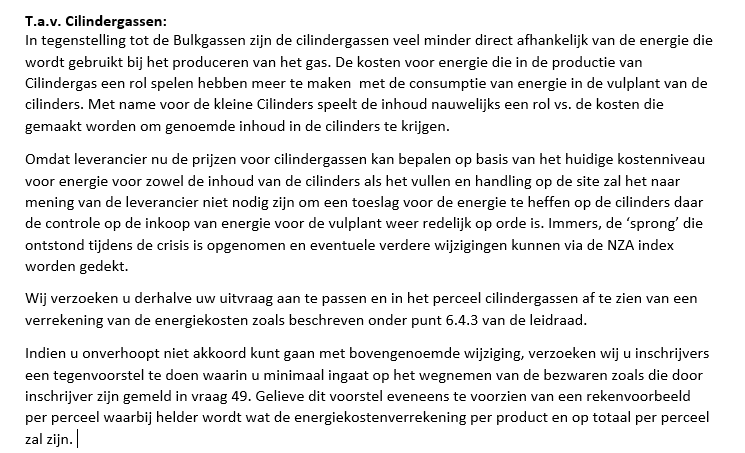 T.a.v. Cilindergassen:
In tegenstelling tot de Bulkgassen zijn de cilindergassen veel minder direct afhankelijk van de energie die
wordt gebruikt bij het produceren van het gas. De kosten voor energie die in de productie van
Cilindergas een rol spelen hebben meer te maken  met de consumptie van energie in de vulplant van de
cilinders. Met name voor de kleine Cilinders speelt de inhoud nauwelijks een rol vs. de kosten die
gemaakt worden om genoemde inhoud in de cilinders te krijgen.
Omdat leverancier nu de prijzen voor cilindergassen kan bepalen op basis van het huidige kostenniveau
voor energie voor zowel de inhoud van de cilinders als het vullen en handling op de site zal het naar
mening van de leverancier niet nodig zijn om een toeslag voor de energie te heffen op de cilinders daar
de controle op de inkoop van energie voor de vulplant weer redelijk op orde is. Immers, de ‘sprong’ die
ontstond tijdens de crisis is opgenomen en eventuele verdere wijzigingen kunnen via de NZA index
worden gedekt.
Wij verzoeken u derhalve uw uitvraag aan te passen en in het perceel cilindergassen af te zien van een
verrekening van de energiekosten zoals beschreven onder punt 6.4.3 van de leidraad.
Indien u onverhoopt niet akkoord kunt gaan met bovengenoemde wijziging, verzoeken wij u inschrijvers
een tegenvoorstel te doen waarin u minimaal ingaat op het wegnemen van de bezwaren zoals die door
inschrijver zijn gemeld in vraag 49. Gelieve dit voorstel eveneens te voorzien van een rekenvoorbeeld
per perceel waarbij helder wordt wat de energiekostenverrekening per product en op totaal per perceel
zal zijn.